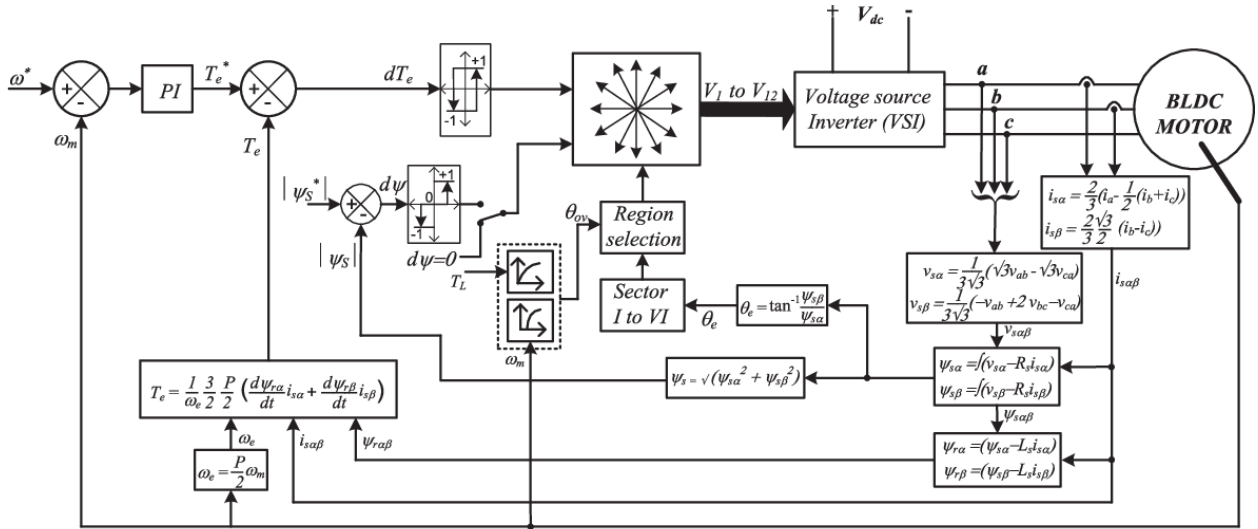 + V_dc -
ω* + - PI T_e* + - dT_e +1 -1
V_1 to V_12
Voltage source
Inverter (VSI)
a
b
c
BLDC
MOTOR
ω_m
T_e
|ψ_S*| + - dψ 0 +1 -1
|ψ_S|
dψ=0
T_L
θ_ov
Region
selection
Sector
I to VI
θ_e
θ_e = tan⁻¹ ψ_sβ/ψ_sα
i_sα = 2/3(i_a - 1/2(i_b+i_c))
i_sβ = 2/3 √3/2 (i_b-i_c))
v_sα = 1/3√3(√3v_ab - √3v_ca)
v_sβ = 1/3√3(-v_ab + 2 v_bc - v_ca)
i_sαβ
v_sαβ
ω_m
ψ_s = √(ψ_sα² + ψ_sβ²)
ψ_sα = ∫(v_sα - R_s i_sα)
ψ_sβ = ∫(v_sβ - R_s i_sβ)
ψ_sαβ
T_e = 1/ω_e 3/2 P/2 (dψ_rα/dt i_sα + dψ_rβ/dt i_sβ)
ω_e
i_sαβ
ψ_rαβ
ψ_rα = (ψ_sα - L_s i_sα)
ψ_rβ = (ψ_sβ - L_s i_sβ)
ω_e = P/2 ω_m